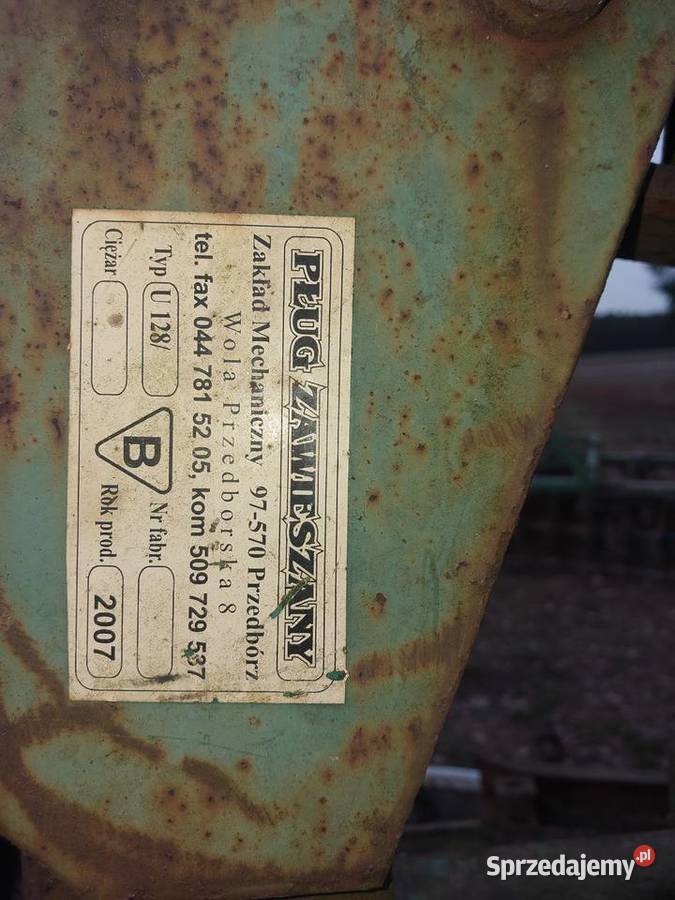 PŁUG ZAWIESZANY
Zakład Mechaniczny 97-570 Przedbórz
Wola Przedborska 8
tel. fax 044 781 52 05, kom 509 729 537
Typ U 128/ B Nr fabr.
Ciężar Rok prod. 2007
Sprzedajemy.pl